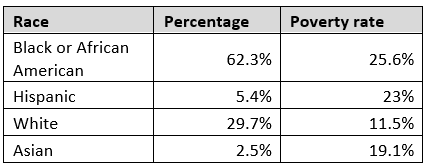 Race Percentage Poverty rate
Black or African
American 62.3% 25.6%
Hispanic 5.4% 23%
White 29.7% 11.5%
Asian 2.5% 19.1%